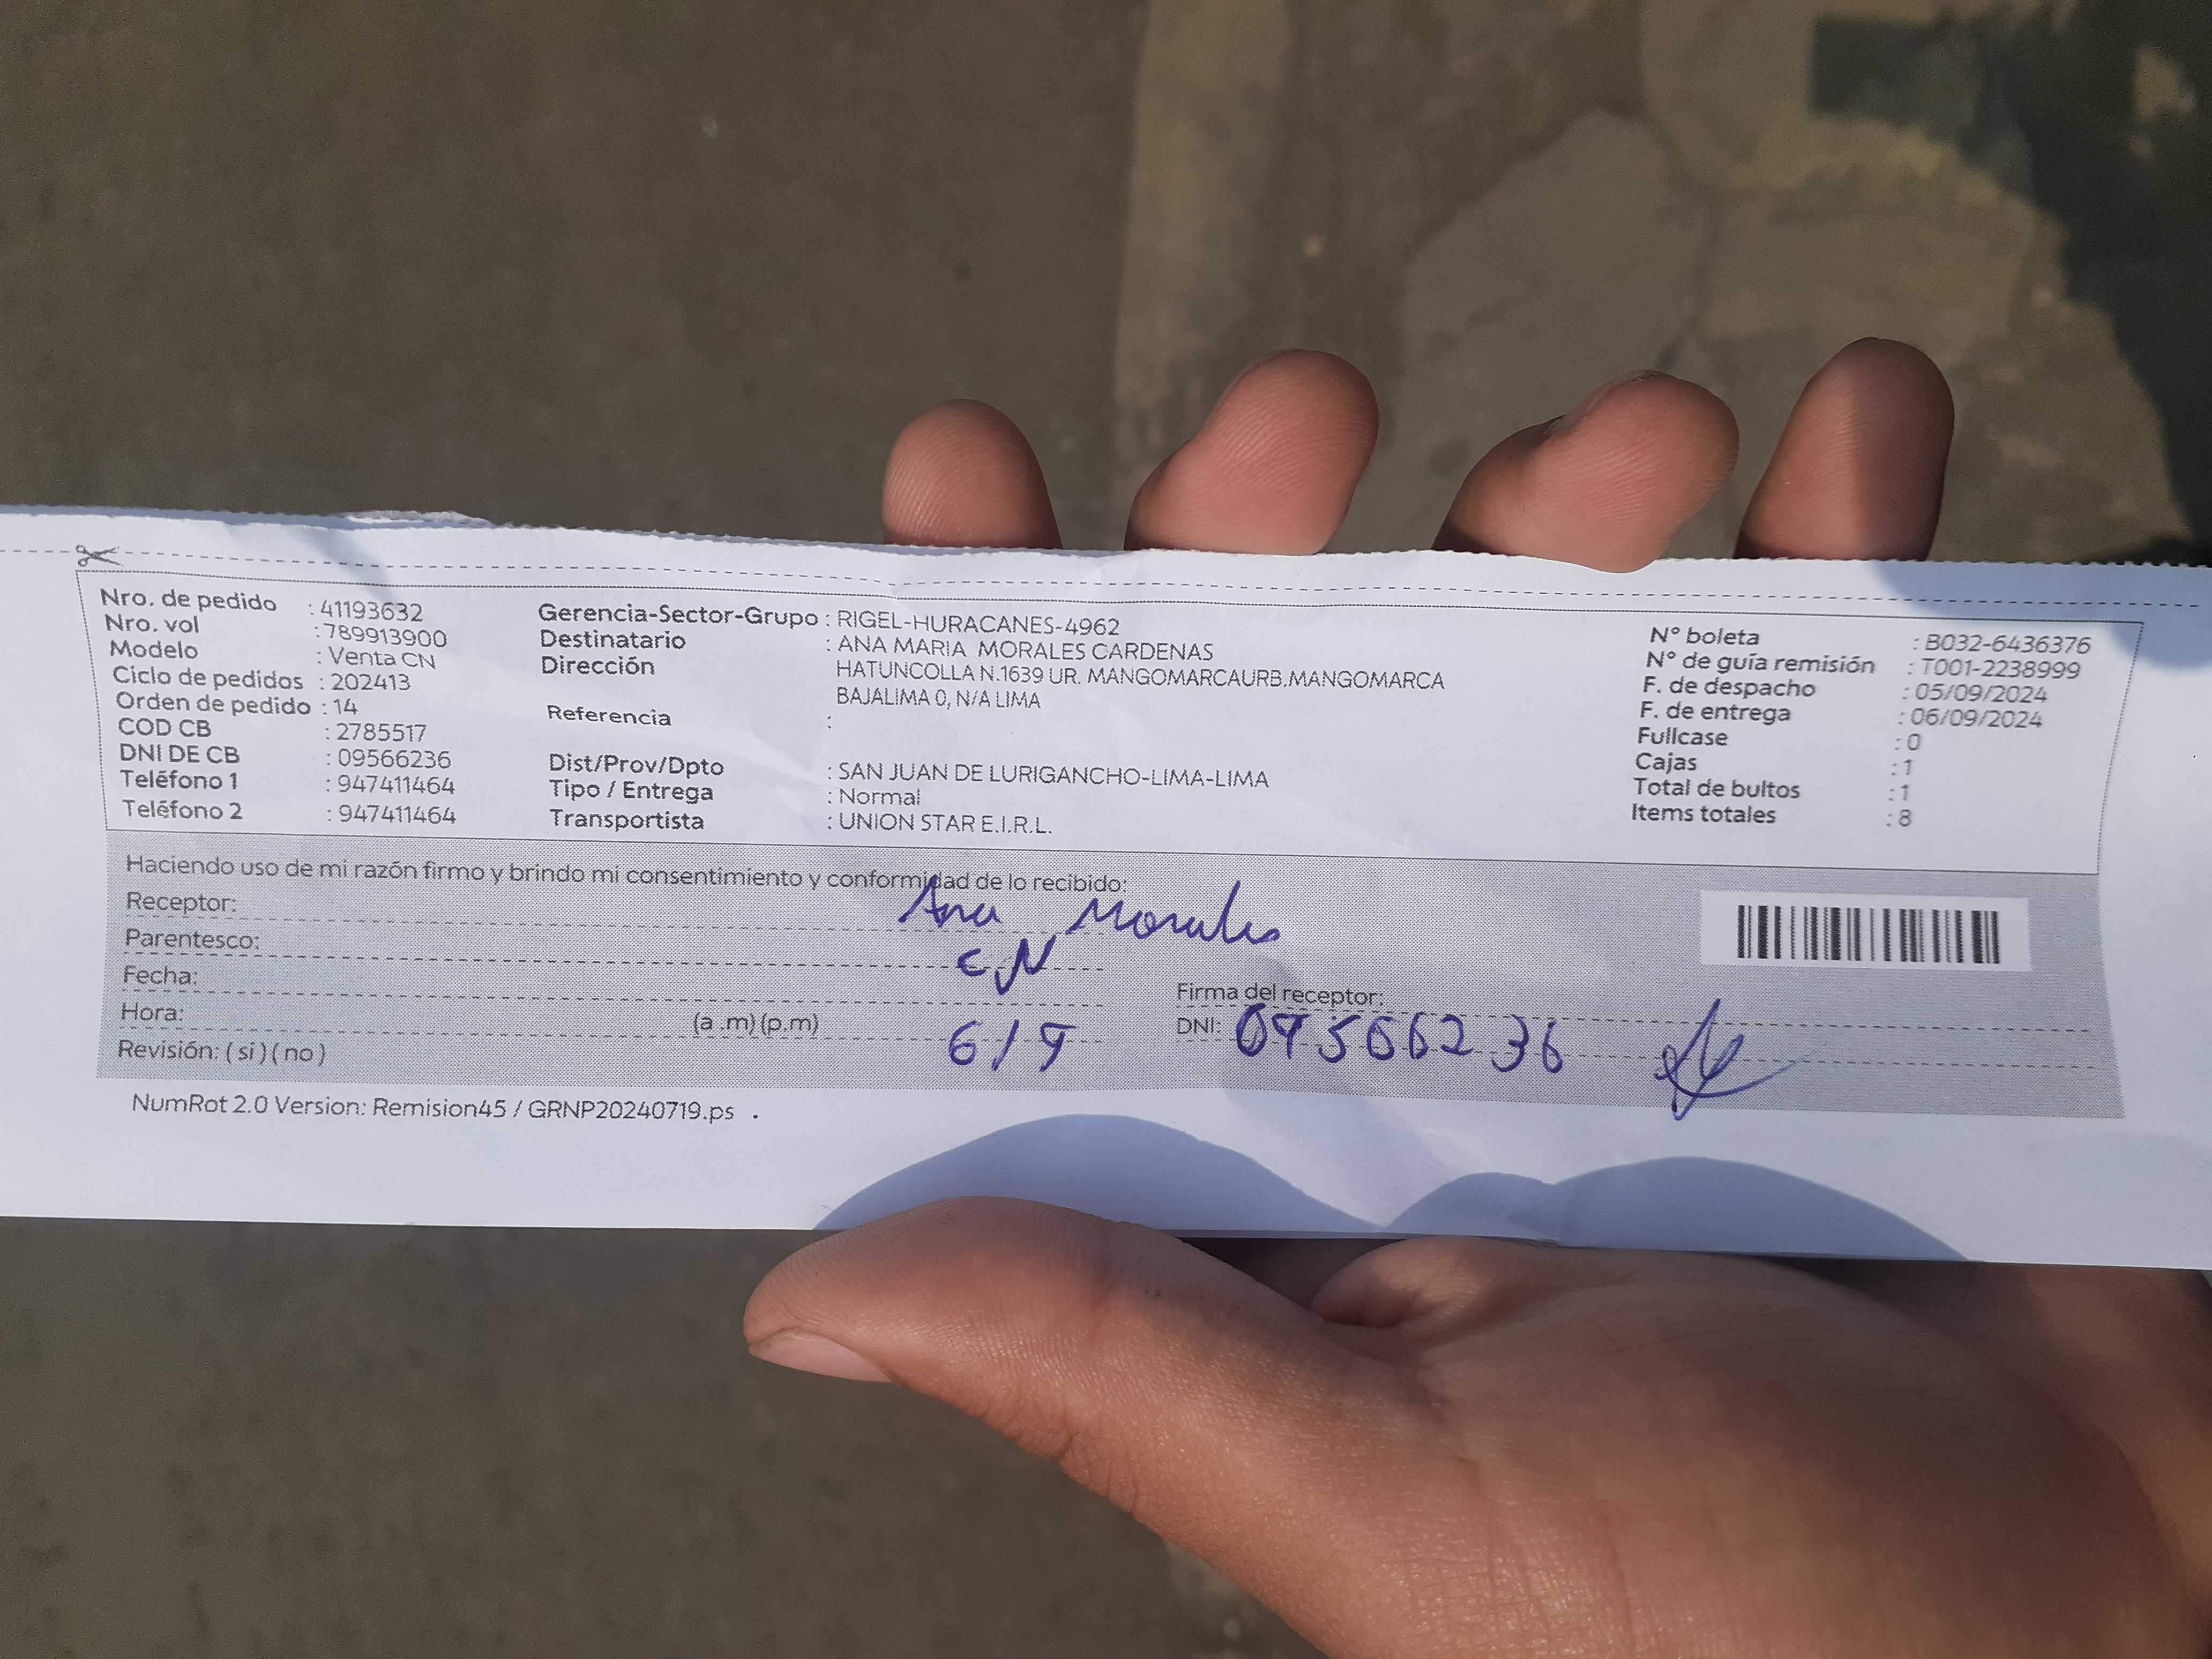 Nro. de pedido : 41193632
Nro. vol : 789913900
Modelo : Venta CN
Ciclo de pedidos : 202413
Orden de pedido : 14
COD CB : 2785517
DNI DE CB : 09566236
Teléfono 1 : 947411464
Teléfono 2 : 947411464
Gerencia-Sector-Grupo : RIGEL-HURACANES-4962
Destinatario : ANA MARIA MORALES CARDENAS
Dirección HATUNCOLLA N.1639 UR. MANGOMARCAURB.MANGOMARCA
BAJALIMA 0, N/A LIMA
Referencia :
Dist/Prov/Dpto : SAN JUAN DE LURIGANCHO-LIMA-LIMA
Tipo / Entrega : Normal
Transportista : UNION STAR E.I.R.L.
N° boleta : B032-6436376
N° de guía remisión : T001-2238999
F. de despacho : 05/09/2024
F. de entrega : 06/09/2024
Fullcase : 0
Cajas : 1
Total de bultos : 1
Items totales : 8
Haciendo uso de mi razón firmo y brindo mi consentimiento y conformidad de lo recibido:
Receptor: Ana Morales
Parentesco: CN
Fecha:
Hora: (a .m) (p.m) 6/9
Revisión: ( si ) ( no )
Firma del receptor:
DNI: 09566236
NumRot 2.0 Version: Remision45 / GRNP20240719.ps .